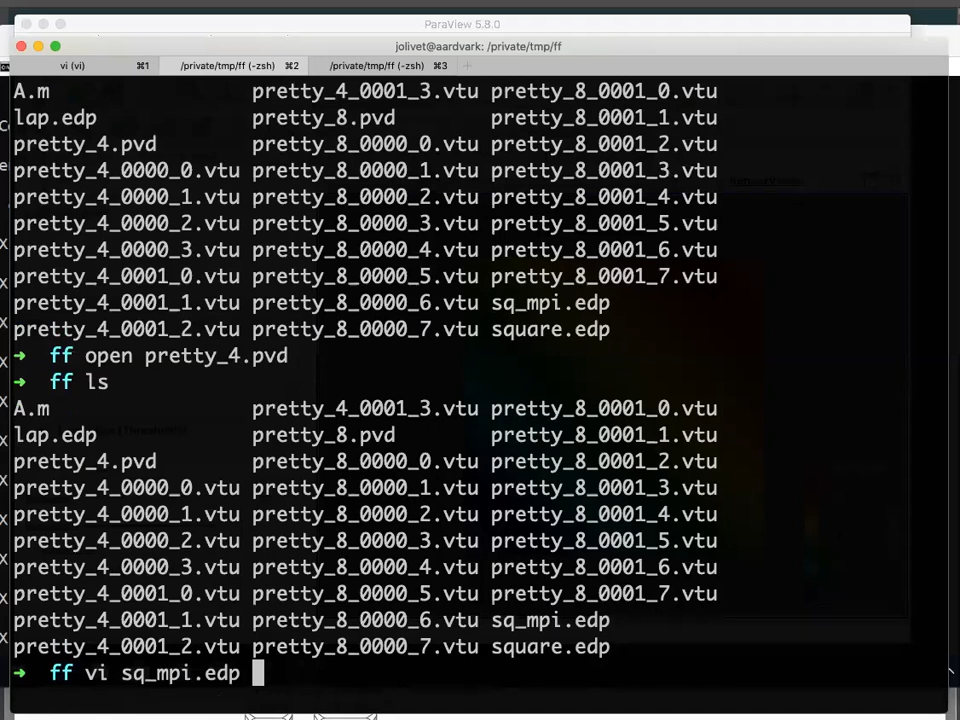 ParaView 5.8.0
jolivet@aardvark: /private/tmp/ff
vi (vi) ⌘1 /private/tmp/ff (-zsh) ⌘2 /private/tmp/ff (-zsh) ⌘3 +
A.m pretty_4_0001_3.vtu pretty_8_0001_0.vtu
lap.edp pretty_8.pvd pretty_8_0001_1.vtu
pretty_4.pvd pretty_8_0000_0.vtu pretty_8_0001_2.vtu
pretty_4_0000_0.vtu pretty_8_0000_1.vtu pretty_8_0001_3.vtu
pretty_4_0000_1.vtu pretty_8_0000_2.vtu pretty_8_0001_4.vtu
pretty_4_0000_2.vtu pretty_8_0000_3.vtu pretty_8_0001_5.vtu
pretty_4_0000_3.vtu pretty_8_0000_4.vtu pretty_8_0001_6.vtu
pretty_4_0001_0.vtu pretty_8_0000_5.vtu pretty_8_0001_7.vtu
pretty_4_0001_1.vtu pretty_8_0000_6.vtu sq_mpi.edp
pretty_4_0001_2.vtu pretty_8_0000_7.vtu square.edp
➜ ff open pretty_4.pvd
➜ ff ls
A.m pretty_4_0001_3.vtu pretty_8_0001_0.vtu
lap.edp pretty_8.pvd pretty_8_0001_1.vtu
pretty_4.pvd pretty_8_0000_0.vtu pretty_8_0001_2.vtu
pretty_4_0000_0.vtu pretty_8_0000_1.vtu pretty_8_0001_3.vtu
pretty_4_0000_1.vtu pretty_8_0000_2.vtu pretty_8_0001_4.vtu
pretty_4_0000_2.vtu pretty_8_0000_3.vtu pretty_8_0001_5.vtu
pretty_4_0000_3.vtu pretty_8_0000_4.vtu pretty_8_0001_6.vtu
pretty_4_0001_0.vtu pretty_8_0000_5.vtu pretty_8_0001_7.vtu
pretty_4_0001_1.vtu pretty_8_0000_6.vtu sq_mpi.edp
pretty_4_0001_2.vtu pretty_8_0000_7.vtu square.edp
➜ ff vi sq_mpi.edp